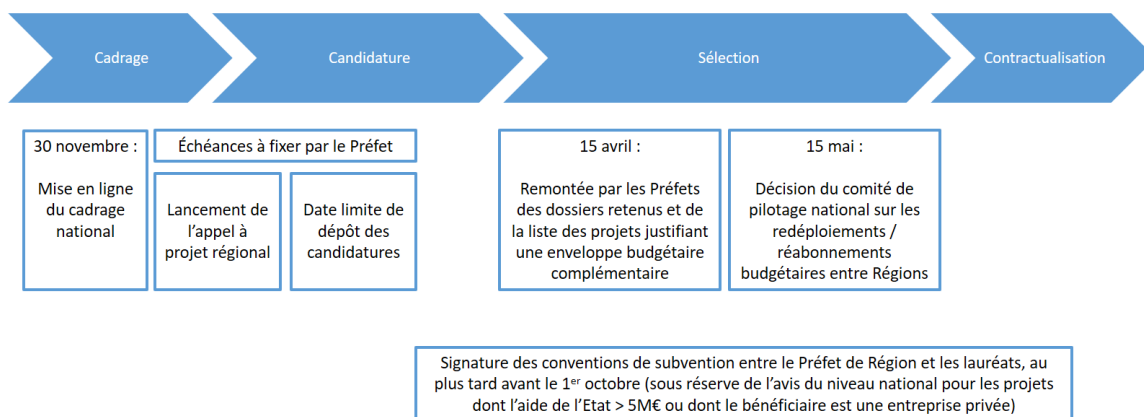 Cadrage
Candidature
Sélection
Contractualisation
30 novembre :
Mise en ligne
du cadrage
national
Échéances à fixer par le Préfet
Lancement de
l'appel à
projet régional
Date limite de
dépôt des
candidatures
15 avril :
Remontée par les Préfets
des dossiers retenus et de
la liste des projets justifiant
une enveloppe budgétaire
complémentaire
15 mai :
Décision du comité de
pilotage national sur les
redéploiements /
réabonnements
budgétaires entre Régions
Signature des conventions de subvention entre le Préfet de Région et les lauréats, au
plus tard avant le 1er octobre (sous réserve de l'avis du niveau national pour les projets
dont l'aide de l'Etat > 5M€ ou dont le bénéficiaire est une entreprise privée)